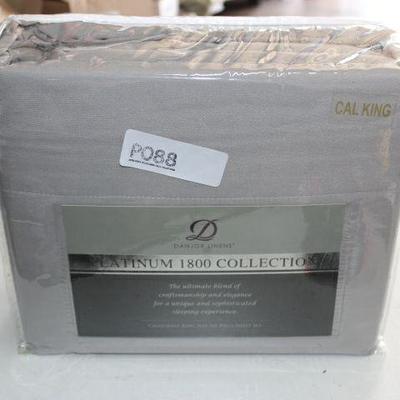 CAL KING
P088
D
DANJOR LINENS
PLATINUM 1800 COLLECTION
The ultimate blend of
craftsmanship and elegance
for a unique and sophisticated
sleeping experience.